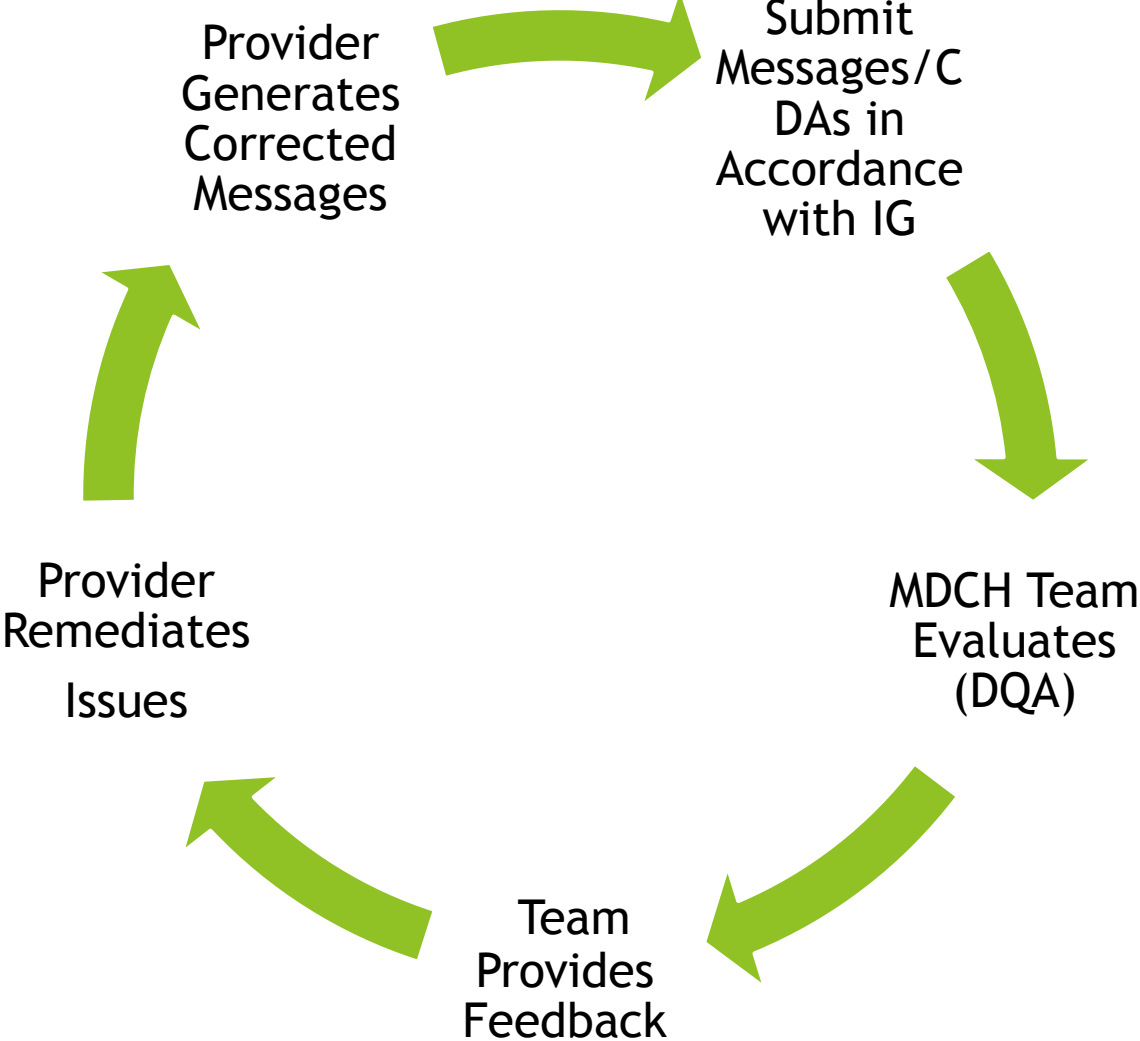 Provider
Generates
Corrected
Messages
Submit
Messages/C
DAs in
Accordance
with IG
MDCH Team
Evaluates
(DQA)
Team
Provides
Feedback
Provider
Remediates
Issues